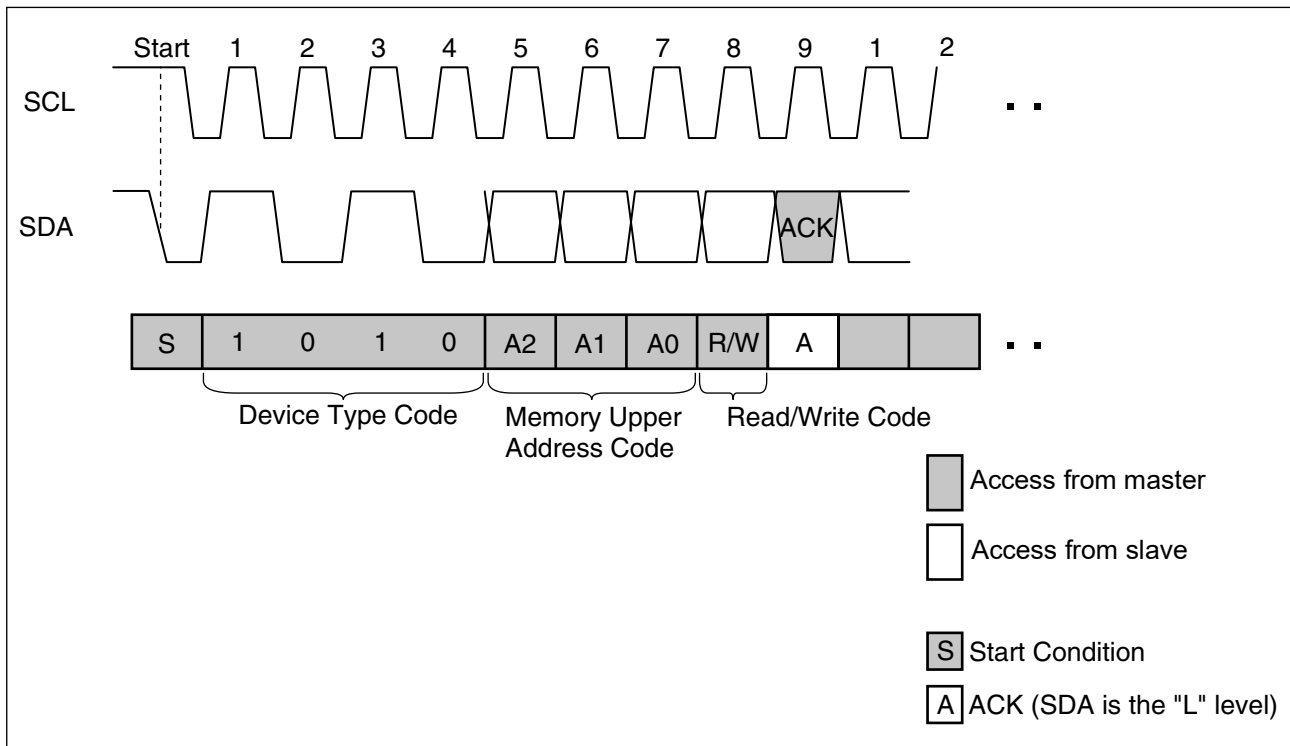 Start 1 2 3 4 5 6 7 8 9 1 2
SCL
SDA
ACK
S 1 0 1 0 A2 A1 A0 R/W A
Device Type Code
Memory Upper
Address Code
Read/Write Code
Access from master
Access from slave
S Start Condition
A ACK (SDA is the "L" level)